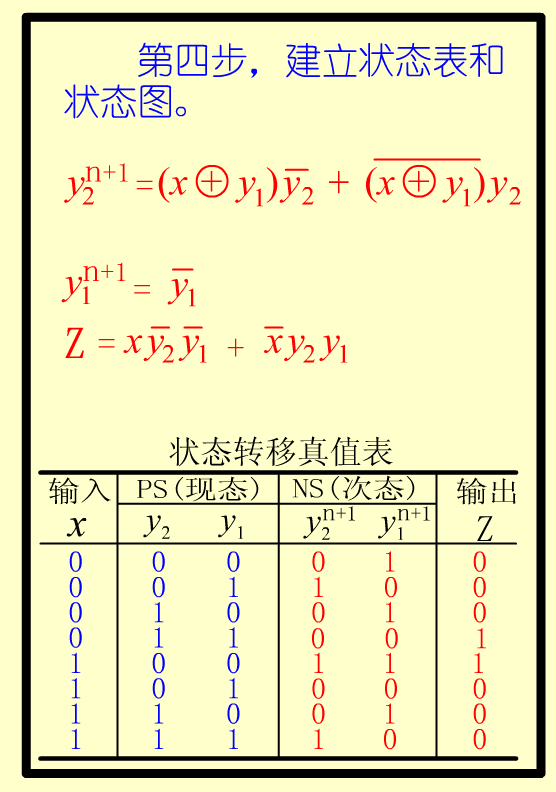 第四步，建立状态表和
状态图。
y₂ⁿ⁺¹=(x⊕y₁)y̅₂ + \overline{(x⊕y₁)}y₂
y₁ⁿ⁺¹= y̅₁
Z=xy̅₂y̅₁ + x̅y₂y₁
状态转移真值表
输入 PS(现态) NS(次态) 输出
x y₂ y₁ y₂ⁿ⁺¹ y₁ⁿ⁺¹ Z
0 0 0 0 1 0
0 0 1 1 0 0
0 1 0 0 1 0
0 1 1 0 0 1
1 0 0 1 1 1
1 0 1 0 0 0
1 1 0 0 1 0
1 1 1 1 0 0